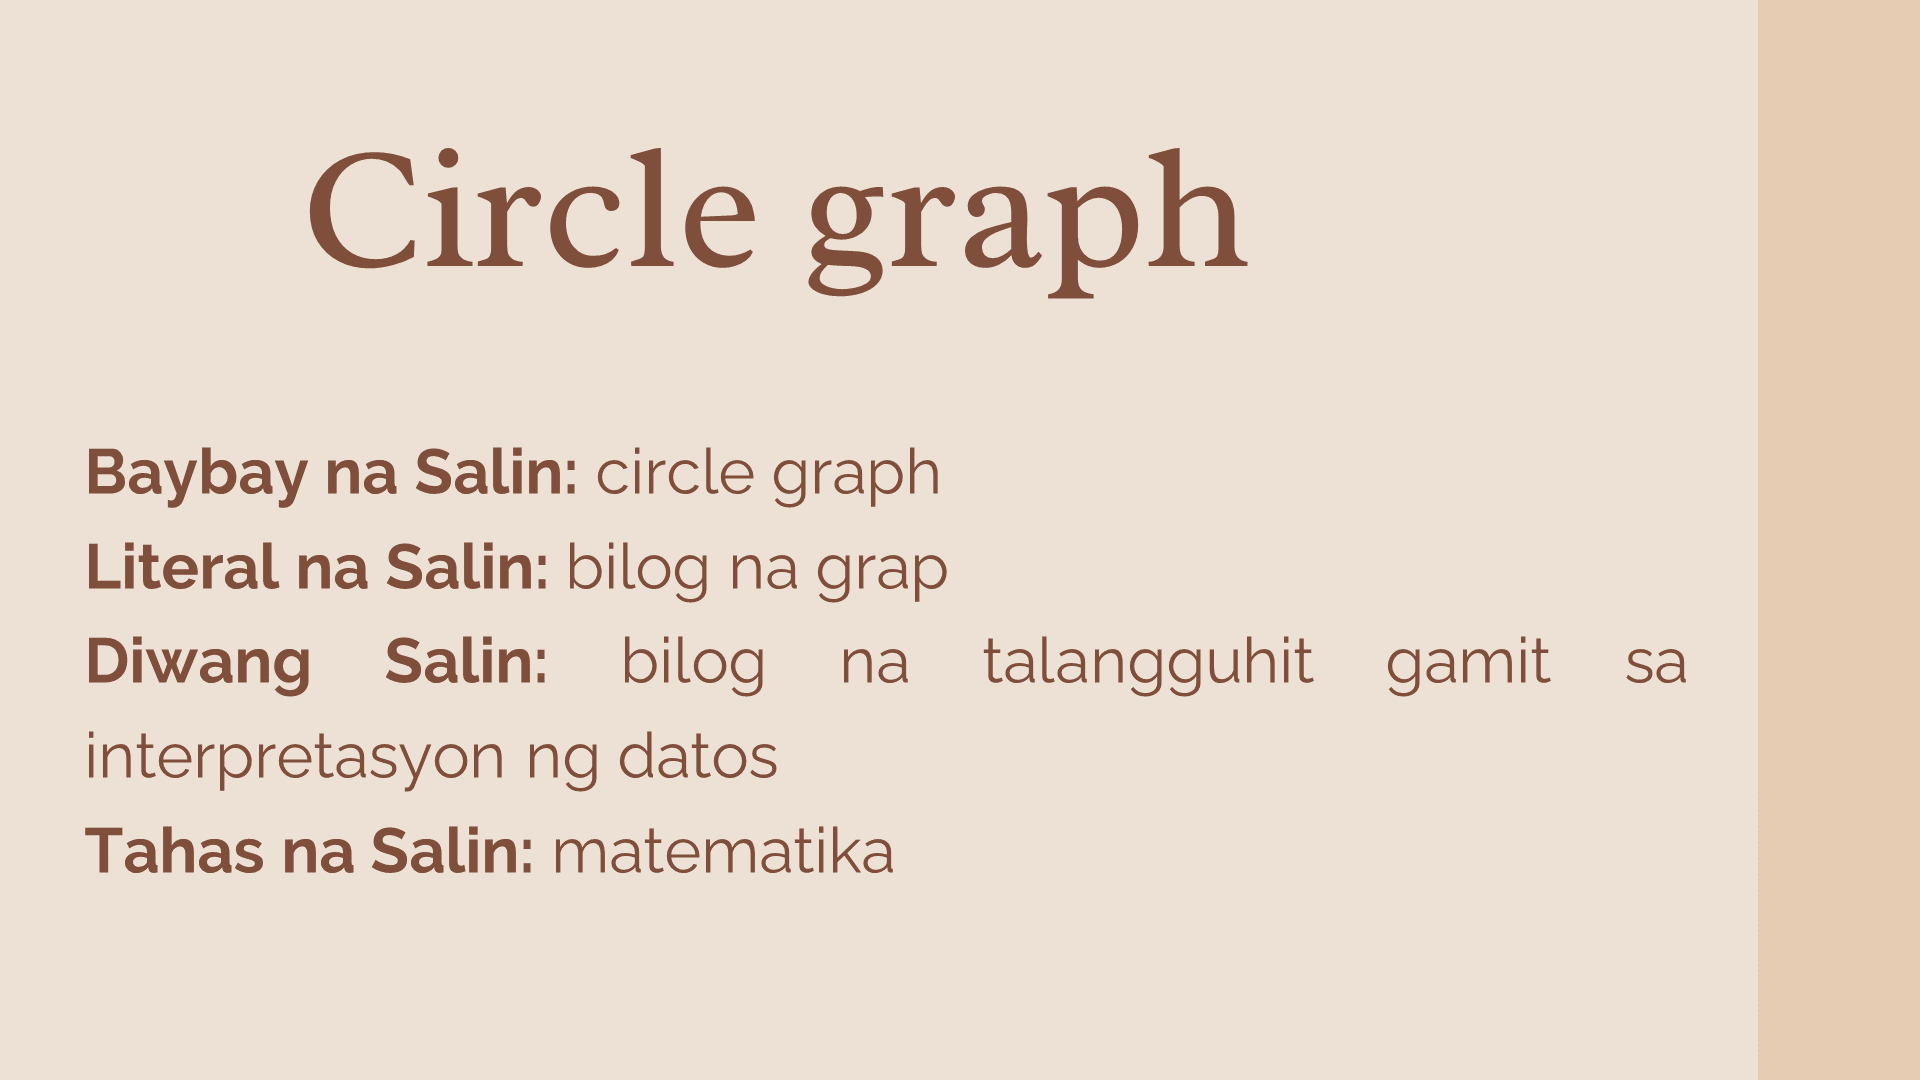 Circle graph
Baybay na Salin: circle graph
Literal na Salin: bilog na grap
Diwang Salin: bilog na talangguhit gamit sa
interpretasyon ng datos
Tahas na Salin: matematika